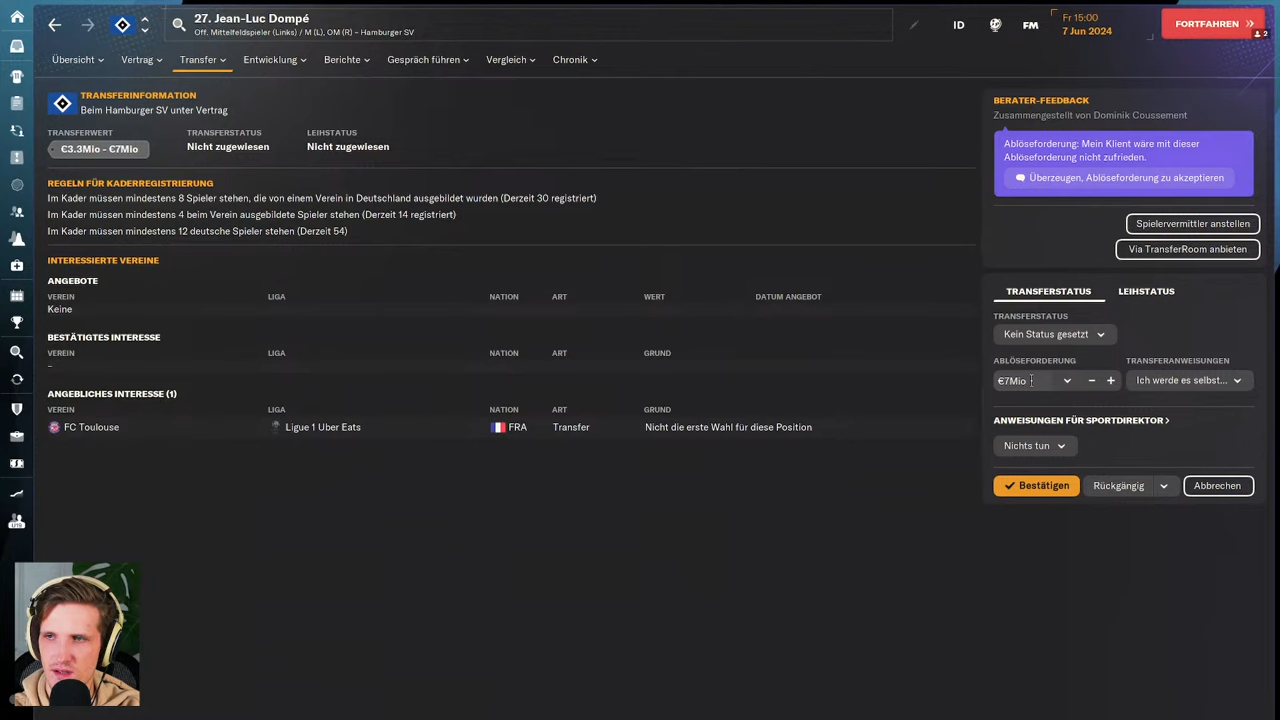 27. Jean-Luc Dompé
Off. Mittelfeldspieler (Links) / M (L), OM (R) – Hamburger SV
ID
FM
Fr 15:00
7 Jun 2024
FORTFAHREN
2
Übersicht
Vertrag
Transfer
Entwicklung
Berichte
Gespräch führen
Vergleich
Chronik
TRANSFERINFORMATION
Beim Hamburger SV unter Vertrag
TRANSFERWERT
TRANSFERSTATUS
LEIHSTATUS
€3.3Mio - €7Mio
Nicht zugewiesen
Nicht zugewiesen
REGELN FÜR KADERREGISTRIERUNG
Im Kader müssen mindestens 8 Spieler stehen, die von einem Verein in Deutschland ausgebildet wurden (Derzeit 30 registriert)
Im Kader müssen mindestens 4 beim Verein ausgebildete Spieler stehen (Derzeit 14 registriert)
Im Kader müssen mindestens 12 deutsche Spieler stehen (Derzeit 54)
INTERESSIERTE VEREINE
ANGEBOTE
VEREIN LIGA NATION ART WERT DATUM ANGEBOT
Keine
BESTÄTIGTES INTERESSE
VEREIN LIGA NATION ART GRUND
–
ANGEBLICHES INTERESSE (1)
VEREIN LIGA NATION ART GRUND
FC Toulouse Ligue 1 Uber Eats FRA Transfer Nicht die erste Wahl für diese Position
BERATER-FEEDBACK
Zusammengestellt von Dominik Coussement
Ablöseforderung: Mein Klient wäre mit dieser
Ablöseforderung nicht zufrieden.
Überzeugen, Ablöseforderung zu akzeptieren
Spielervermittler anstellen
Via TransferRoom anbieten
TRANSFERSTATUS
LEIHSTATUS
TRANSFERSTATUS
Kein Status gesetzt
ABLÖSEFORDERUNG
TRANSFERANWEISUNGEN
€7Mio
Ich werde es selbst...
ANWEISUNGEN FÜR SPORTDIREKTOR >
Nichts tun
Bestätigen
Rückgängig
Abbrechen
U19